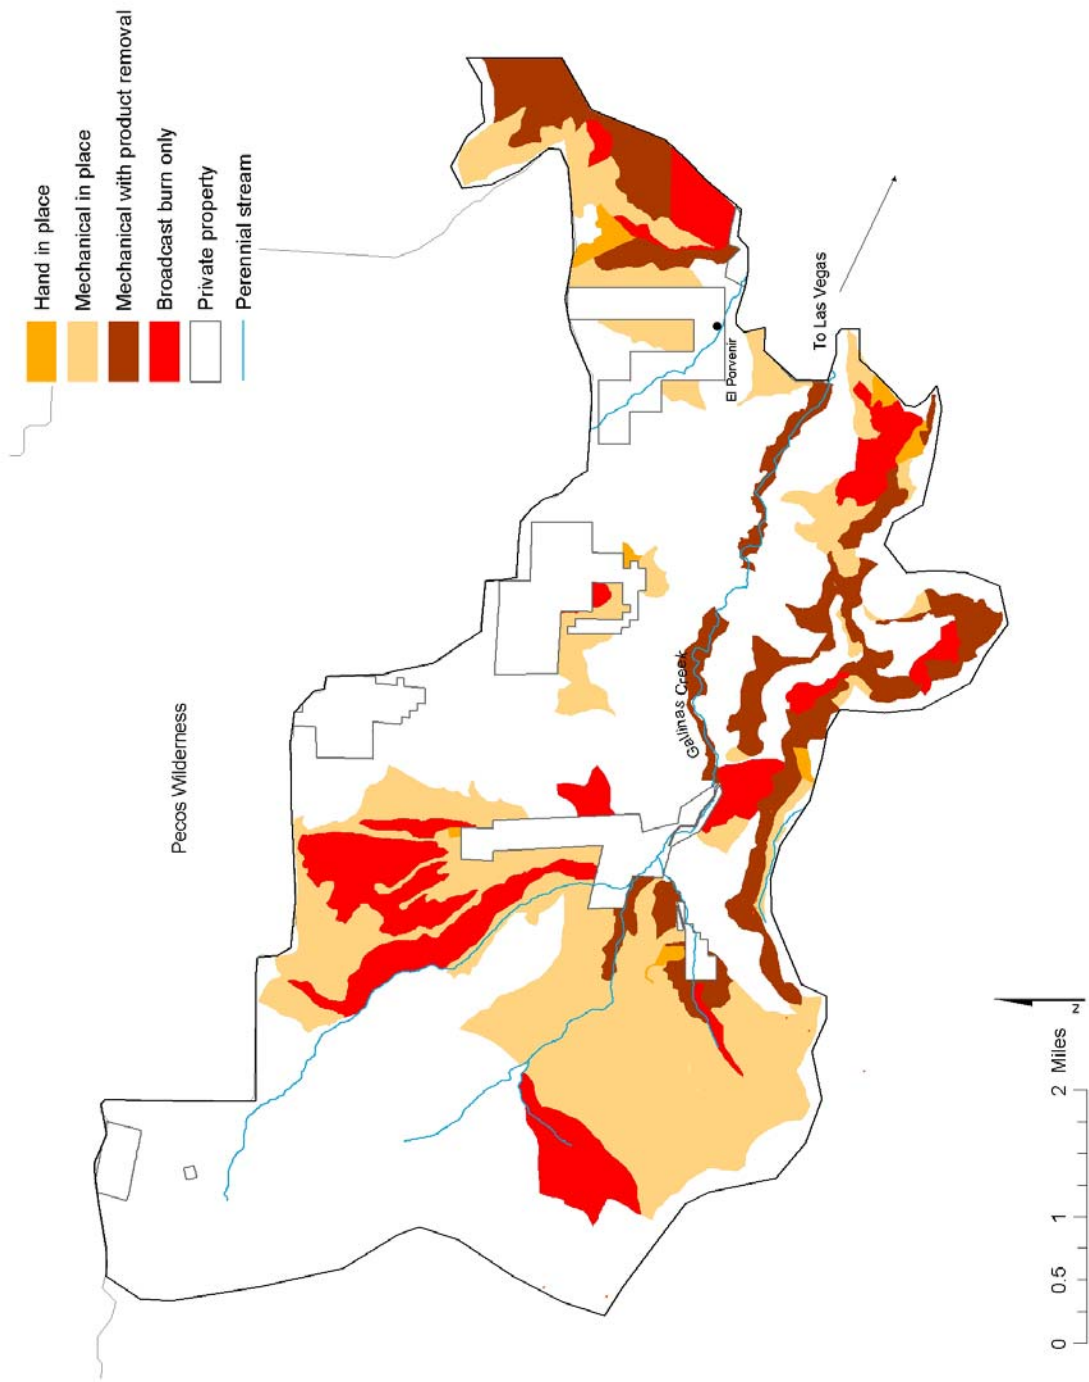 Hand in place
Mechanical in place
Mechanical with product removal
Broadcast burn only
Private property
Perennial stream
Pecos Wilderness
El Porvenir
To Las Vegas
Gallinas Creek
0 0.5 1 2 Miles
N